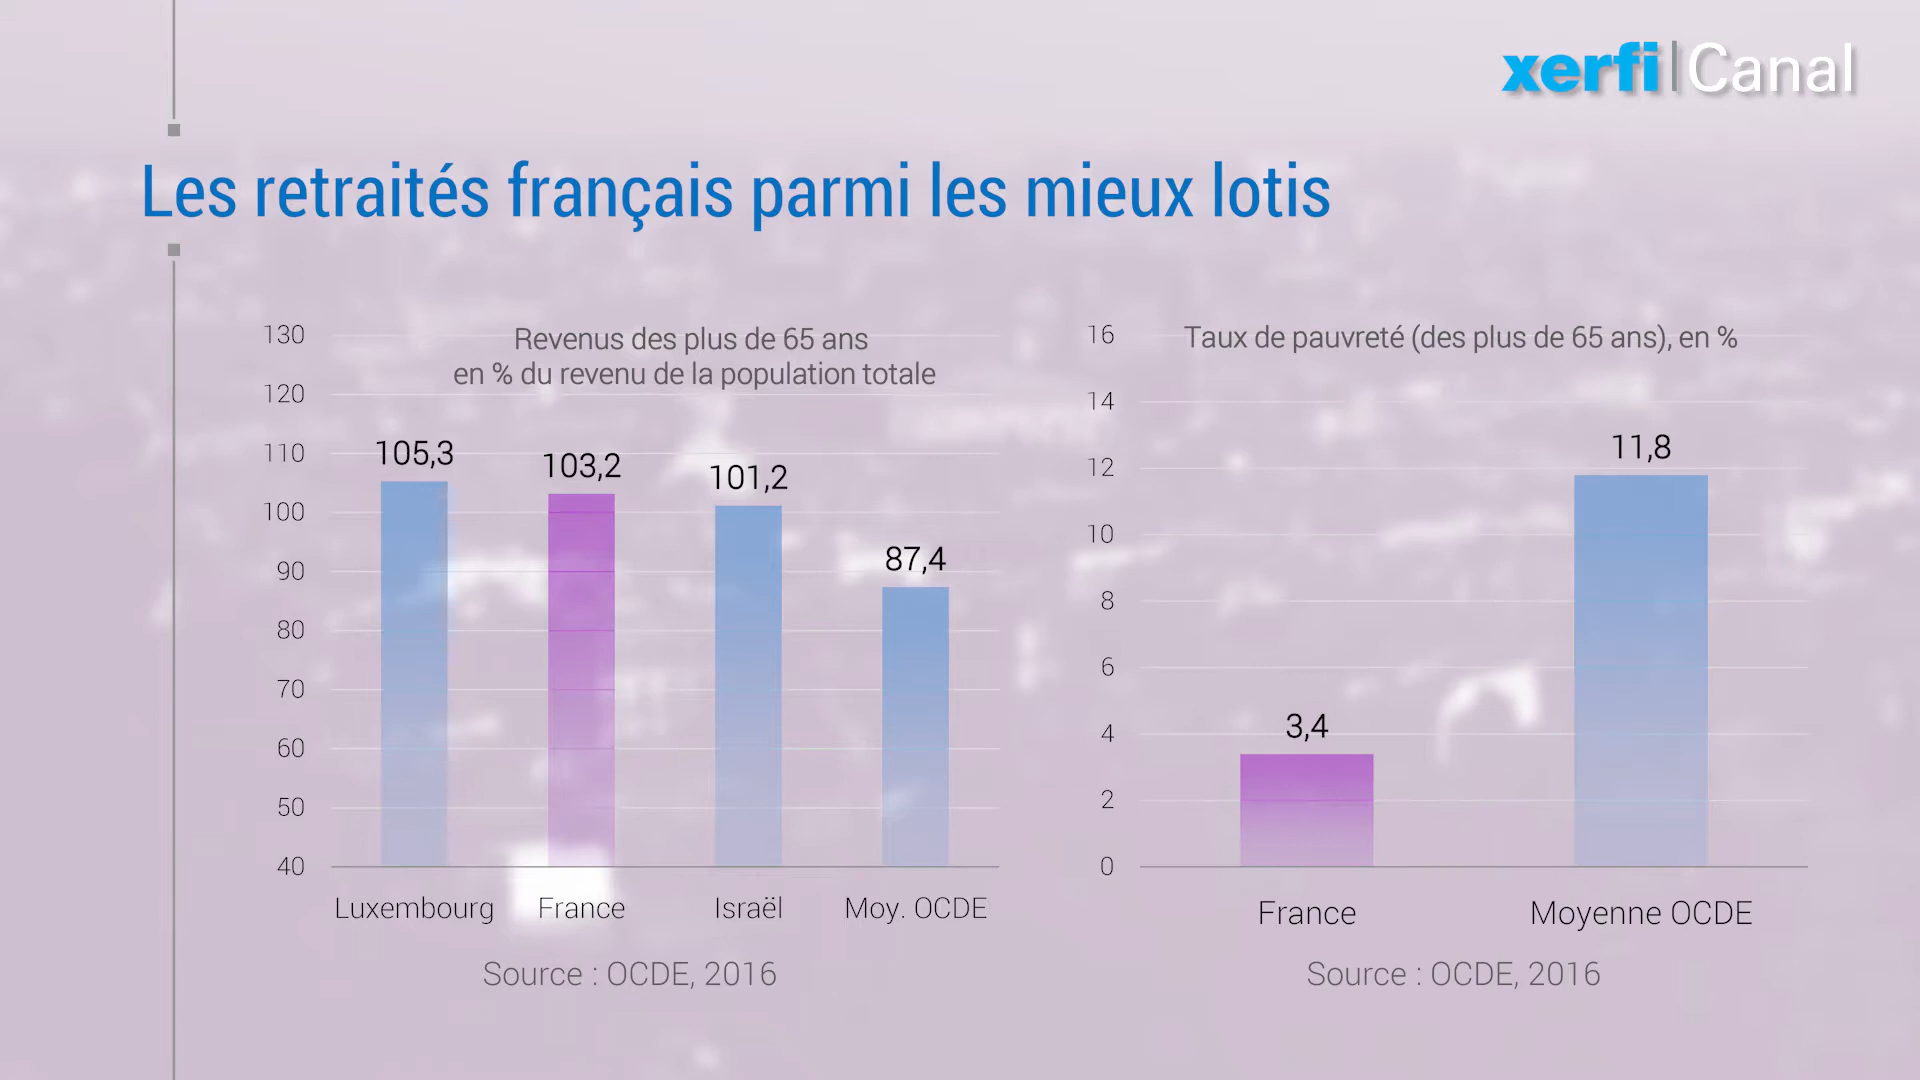 xerfi Canal
Les retraités français parmi les mieux lotis
Revenus des plus de 65 ans
en % du revenu de la population totale
130
120
110
100
90
80
70
60
50
40
105,3
103,2
101,2
87,4
Luxembourg
France
Israël
Moy. OCDE
Source : OCDE, 2016
Taux de pauvreté (des plus de 65 ans), en %
16
14
12
10
8
6
4
2
0
3,4
11,8
France
Moyenne OCDE
Source : OCDE, 2016